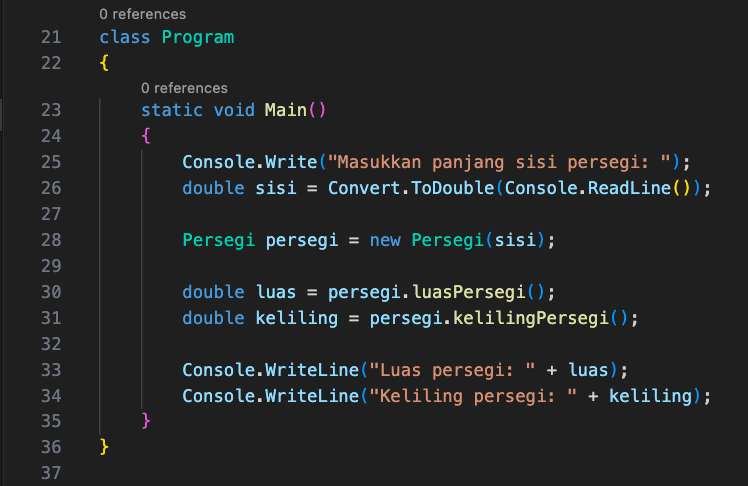 0 references
21 class Program
22 {
0 references
23 static void Main()
24 {
25 Console.Write("Masukkan panjang sisi persegi: ");
26 double sisi = Convert.ToDouble(Console.ReadLine());
27
28 Persegi persegi = new Persegi(sisi);
29
30 double luas = persegi.luasPersegi();
31 double keliling = persegi.kelilingPersegi();
32
33 Console.WriteLine("Luas persegi: " + luas);
34 Console.WriteLine("Keliling persegi: " + keliling);
35 }
36 }
37